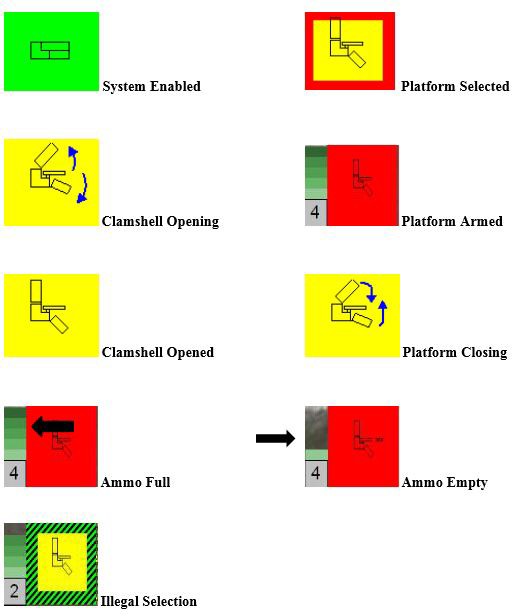 System Enabled
Platform Selected
Clamshell Opening
4
Platform Armed
Clamshell Opened
Platform Closing
4
Ammo Full
4
Ammo Empty
2
Illegal Selection